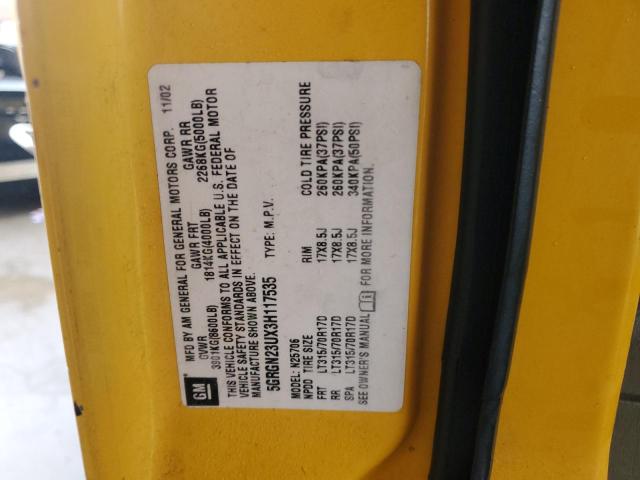 GM
MFD BY AM GENERAL FOR GENERAL MOTORS CORP. 11/02
GVWR GAWR FRT GAWR RR
3901KG(8600LB) 1814KG(4000LB) 2268KG(5000LB)
THIS VEHICLE CONFORMS TO ALL APPLICABLE U.S. FEDERAL MOTOR
VEHICLE SAFETY STANDARDS IN EFFECT ON THE DATE OF
MANUFACTURE SHOWN ABOVE.
5GRGN23UX3H117535 TYPE: M.P.V.
MODEL: N25706
NPDD TIRE SIZE RIM COLD TIRE PRESSURE
FRT LT315/70R17D 17X8.5J 260KPA(37PSI)
RR LT315/70R17D 17X8.5J 260KPA(37PSI)
SPA LT315/70R17D 17X8.5J 340KPA(50PSI)
SEE OWNER'S MANUAL FOR MORE INFORMATION.